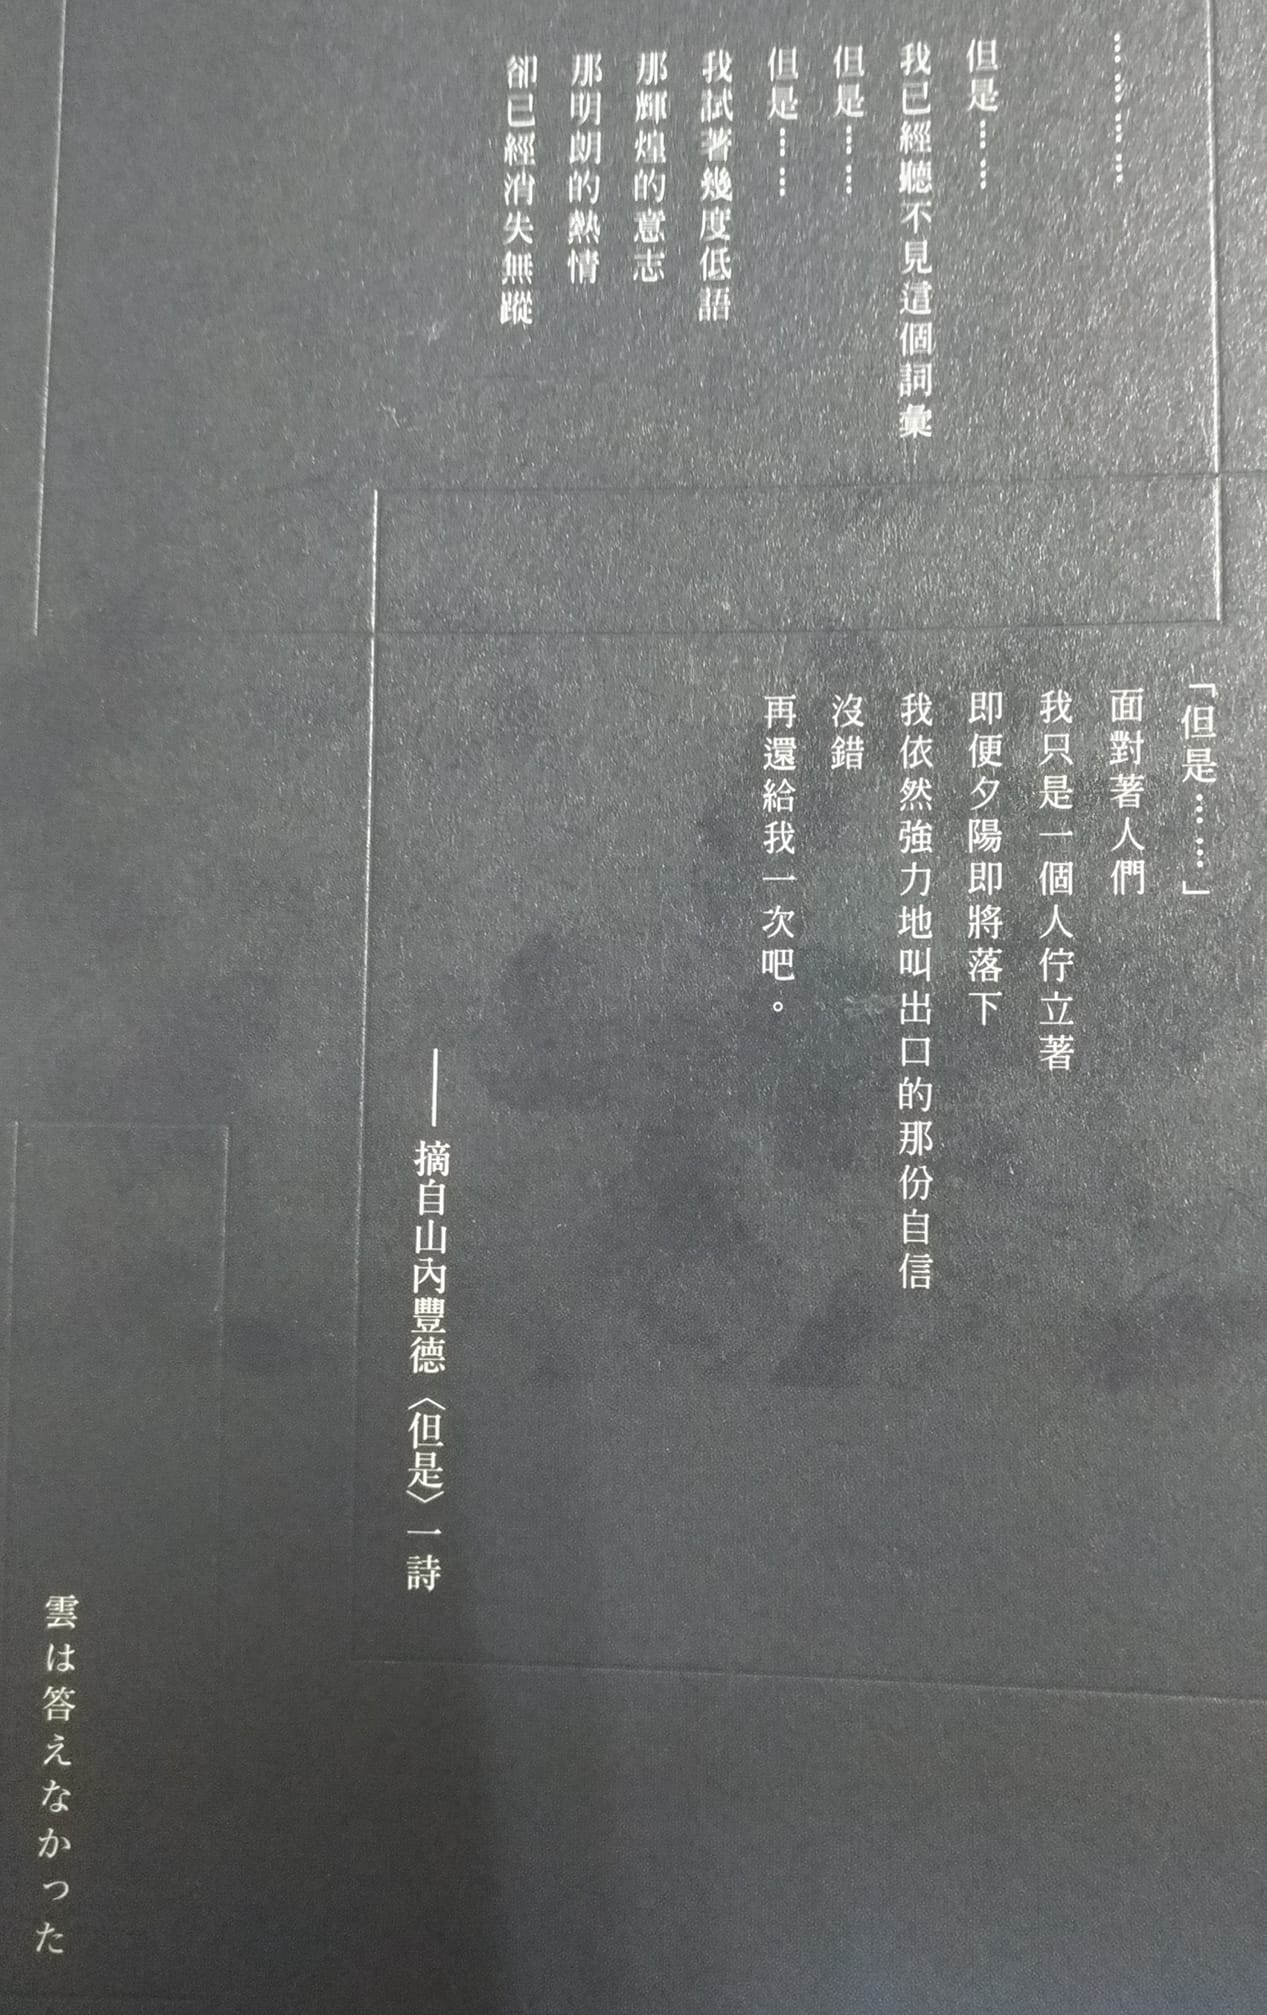 ⋯⋯⋯⋯
但是⋯⋯
我已經聽不見這個詞彙
但是⋯⋯
但是⋯⋯
我試著幾度低語
那輝煌的意志
那明朗的熱情
卻已經消失無蹤
「但是⋯⋯」
面對著人們
我只是一個人佇立著
即便夕陽即將落下
我依然強力地叫出口的那份自信
沒錯
再還給我一次吧。
——摘自山內豐德〈但是〉一詩
雲は答えなかった